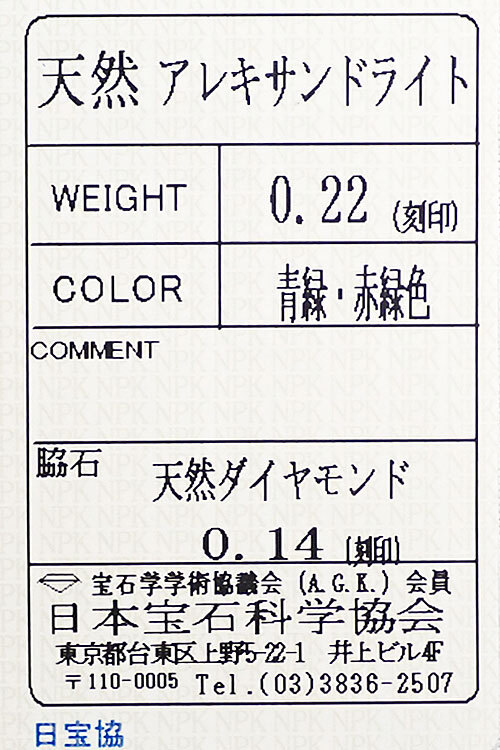 天然 アレキサンドライト
WEIGHT 0.22 (刻印)
COLOR 青緑・赤緑色
COMMENT
脇石 天然ダイヤモンド
0.14 (刻印)
宝石学学術協議会 (A.G.K.) 会員
日本宝石科学協会
東京都台東区上野5-22-1 井上ビル4F
〒110-0005 Tel.(03)3836-2507
日宝協